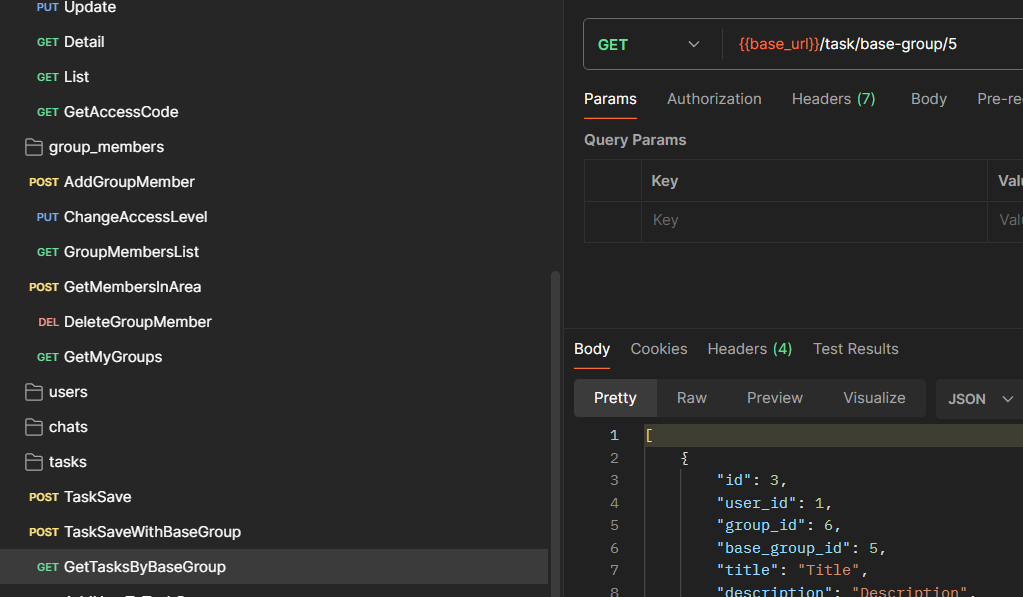 PUT Update
GET Detail
GET List
GET GetAccessCode
group_members
POST AddGroupMember
PUT ChangeAccessLevel
GET GroupMembersList
POST GetMembersInArea
DEL DeleteGroupMember
GET GetMyGroups
users
chats
tasks
POST TaskSave
POST TaskSaveWithBaseGroup
GET GetTasksByBaseGroup
GET {{base_url}}/task/base-group/5
Params Authorization Headers (7) Body Pre-re
Query Params
Key Valu
Key Valu
Body Cookies Headers (4) Test Results
Pretty Raw Preview Visualize JSON
1 [
2 {
3 "id": 3,
4 "user_id": 1,
5 "group_id": 6,
6 "base_group_id": 5,
7 "title": "Title",
8 "description": "Description",